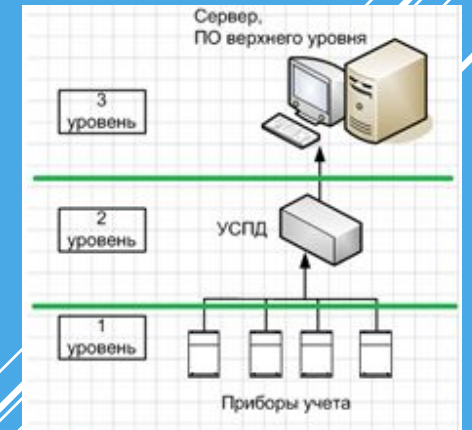 Сервер,
ПО верхнего уровня
3
уровень
2
уровень
УСПД
1
уровень
Приборы учета